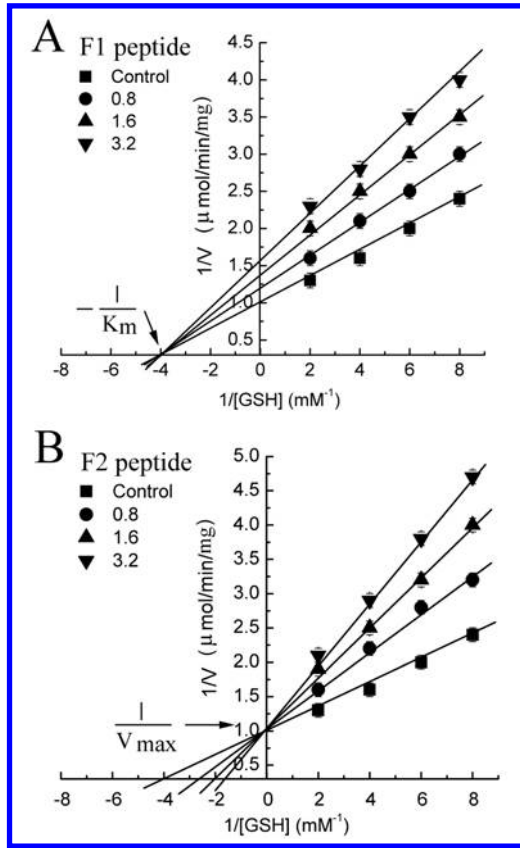 A
F1 peptide
Control
0.8
1.6
3.2
1/V (μ mol/min/mg)
4.5
4.0
3.5
3.0
2.5
2.0
1.5
1.0
0.5
− 1
Km
-8 -6 -4 -2 0 2 4 6 8
1/[GSH] (mM⁻¹)
B
F2 peptide
Control
0.8
1.6
3.2
1/V (μ mol/min/mg)
5.0
4.5
4.0
3.5
3.0
2.5
2.0
1.5
1.0
0.5
1
Vmax
-8 -6 -4 -2 0 2 4 6 8
1/[GSH] (mM⁻¹)